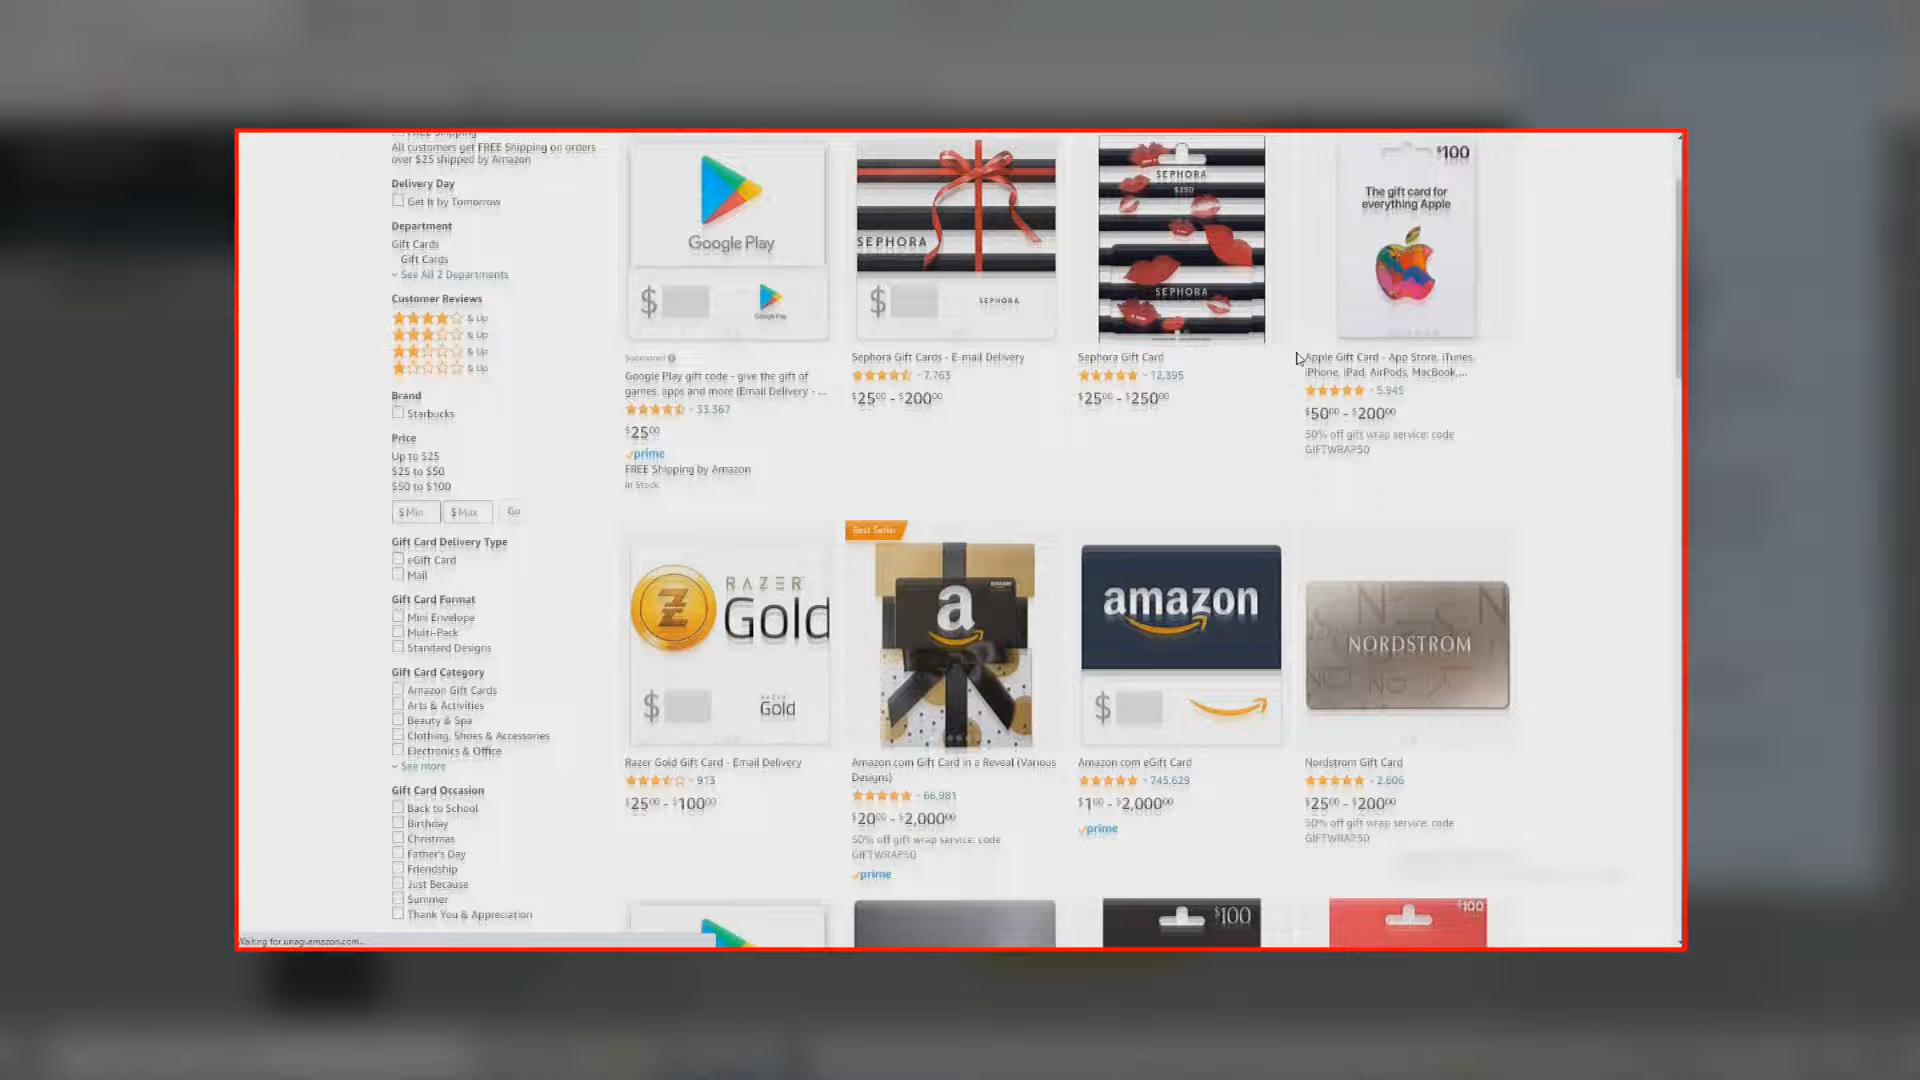 FREE Shipping
All customers get FREE Shipping on orders
over $25 shipped by Amazon
Delivery Day
Get It by Tomorrow
Department
Gift Cards
Gift Cards
See All 2 Departments
Customer Reviews
& Up
& Up
& Up
& Up
Brand
Starbucks
Price
Up to $25
$25 to $50
$50 to $100
$ Min $ Max Go
Gift Card Delivery Type
eGift Card
Mail
Gift Card Format
Mini Envelope
Multi-Pack
Standard Designs
Gift Card Category
Amazon Gift Cards
Arts & Activities
Beauty & Spa
Clothing, Shoes & Accessories
Electronics & Office
See more
Gift Card Occasion
Back to School
Birthday
Christmas
Father's Day
Friendship
Just Because
Summer
Thank You & Appreciation
Google Play
$
Google Play
Sponsored
Google Play gift code - give the gift of
games, apps and more (Email Delivery - ...
33,367
$25.00
prime
FREE Shipping by Amazon
In Stock.
SEPHORA
$
SEPHORA
Sephora Gift Cards - E-mail Delivery
7,763
$25.00 - $200.00
SEPHORA
$250
SEPHORA
Sephora Gift Card
12,395
$25.00 - $250.00
$100
The gift card for
everything Apple
Apple Gift Card - App Store, iTunes,
iPhone, iPad, AirPods, MacBook,...
5,945
$50.00 - $200.00
50% off gift wrap service: code
GIFTWRAP50
RAZER
Gold
$
RAZER
Gold
Razer Gold Gift Card - Email Delivery
913
$25.00 - $100.00
Best Seller
amazon
a
Amazon.com Gift Card in a Reveal (Various
Designs)
66,981
$20.00 - $2,000.00
50% off gift wrap service: code
GIFTWRAP50
prime
amazon
$
Amazon.com eGift Card
745,629
$1.00 - $2,000.00
prime
NORDSTROM
Nordstrom Gift Card
2,606
$25.00 - $200.00
50% off gift wrap service: code
GIFTWRAP50
$100
$100
Waiting for unagi.amazon.com...